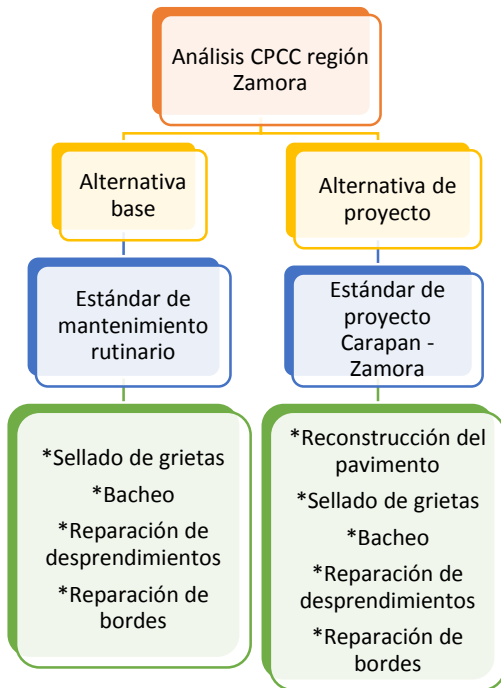 Análisis CPCC región
Zamora
Alternativa
base
Alternativa de
proyecto
Estándar de
mantenimiento
rutinario
Estándar de
proyecto
Carapan -
Zamora
*Sellado de grietas
*Bacheo
*Reparación de
desprendimientos
*Reparación de
bordes
*Reconstrucción del
pavimento
*Sellado de grietas
*Bacheo
*Reparación de
desprendimientos
*Reparación de
bordes